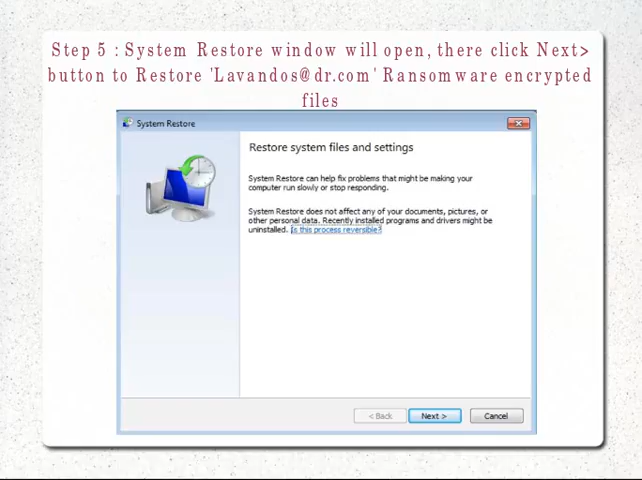 Step 5 : System Restore window will open, there click Next>
button to Restore 'Lavandos@dr.com' Ransomware encrypted
files
System Restore
Restore system files and settings
System Restore can help fix problems that might be making your
computer run slowly or stop responding.
System Restore does not affect any of your documents, pictures, or
other personal data. Recently installed programs and drivers might be
uninstalled. Is this process reversible?
< Back
Next >
Cancel